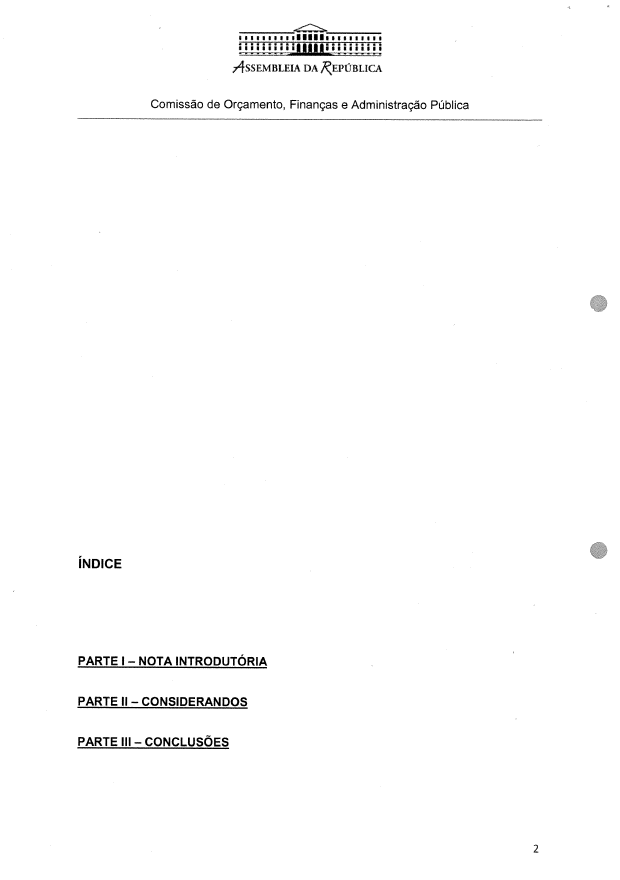 ASSEMBLEIA DA REPÚBLICA
Comissão de Orçamento, Finanças e Administração Pública
ÍNDICE
PARTE I – NOTA INTRODUTÓRIA
PARTE II – CONSIDERANDOS
PARTE III – CONCLUSÕES
2